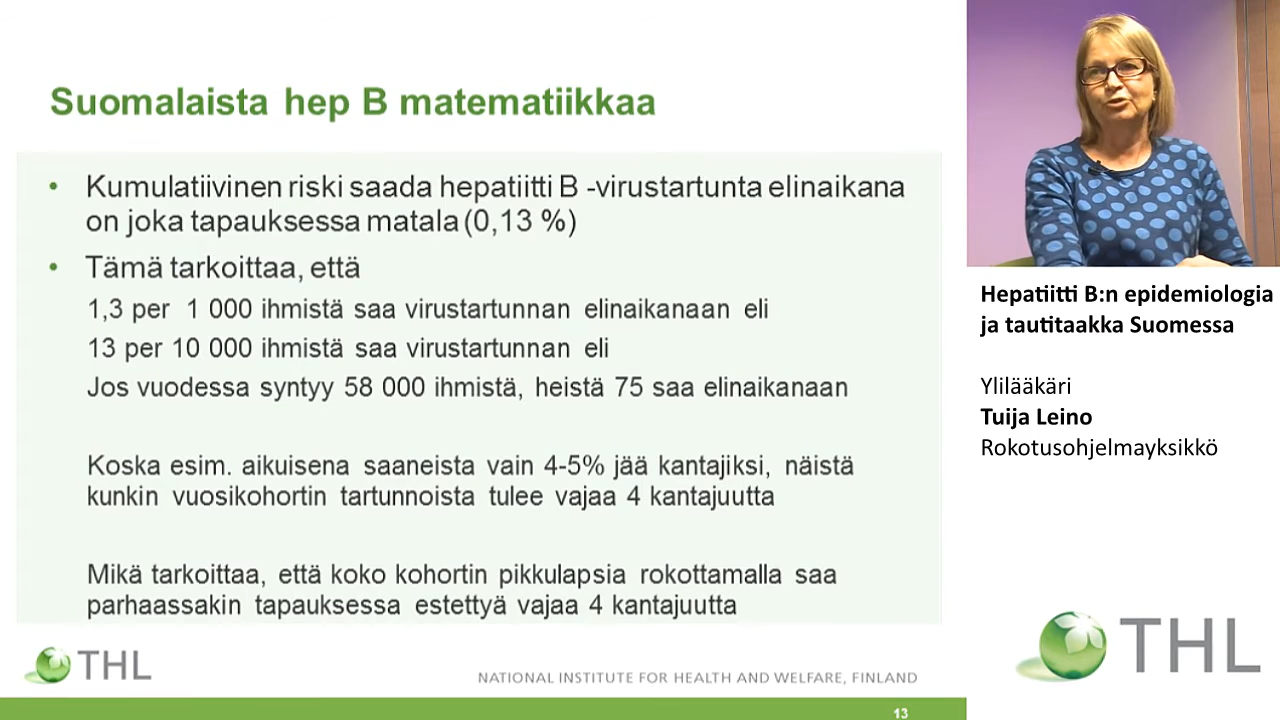 Suomalaista hep B matematiikkaa
• Kumulatiivinen riski saada hepatiitti B -virustartunta elinaikana
on joka tapauksessa matala (0,13 %)
• Tämä tarkoittaa, että
1,3 per 1 000 ihmistä saa virustartunnan elinaikanaan eli
13 per 10 000 ihmistä saa virustartunnan eli
Jos vuodessa syntyy 58 000 ihmistä, heistä 75 saa elinaikanaan
Koska esim. aikuisena saaneista vain 4-5% jää kantajiksi, näistä
kunkin vuosikohortin tartunnoista tulee vajaa 4 kantajuutta
Mikä tarkoittaa, että koko kohortin pikkulapsia rokottamalla saa
parhaassakin tapauksessa estettyä vajaa 4 kantajuutta
THL
NATIONAL INSTITUTE FOR HEALTH AND WELFARE, FINLAND
13
Hepatiitti B:n epidemiologia
ja tautitaakka Suomessa
Ylilääkäri
Tuija Leino
Rokotusohjelmayksikkö
THL